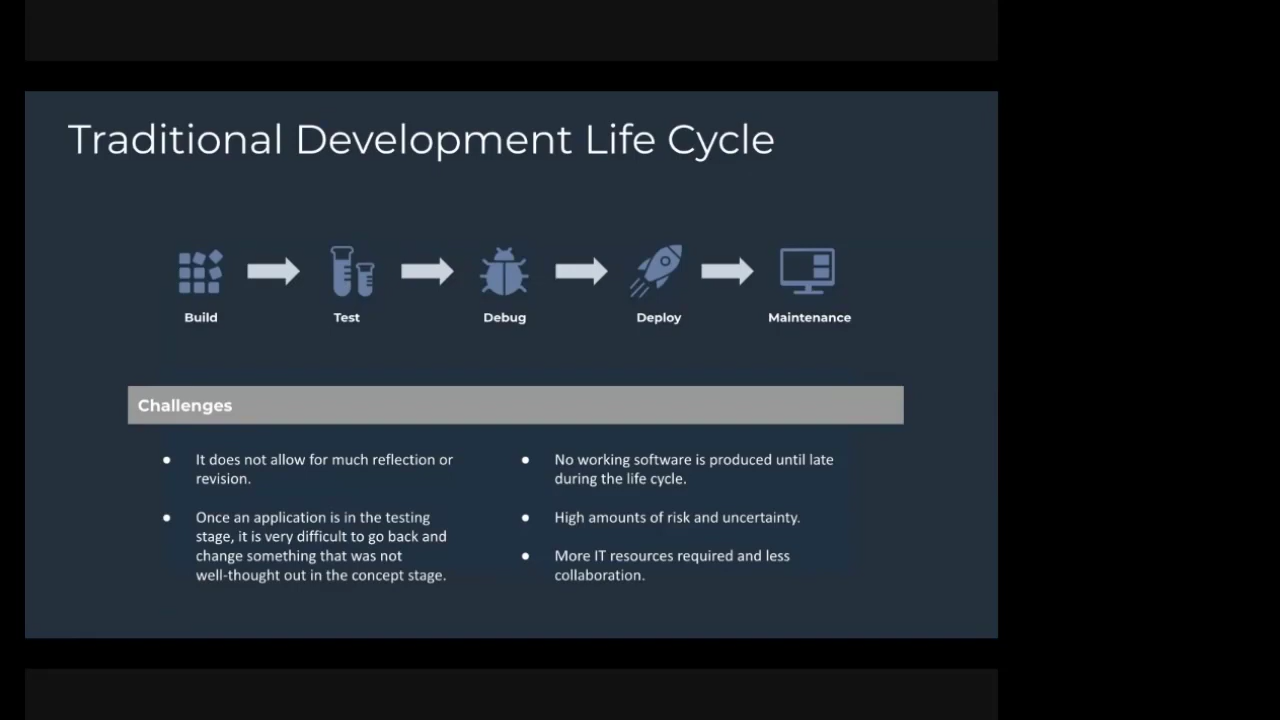 Traditional Development Life Cycle
Build
Test
Debug
Deploy
Maintenance
Challenges
● It does not allow for much reflection or
revision.
● Once an application is in the testing
stage, it is very difficult to go back and
change something that was not
well-thought out in the concept stage.
● No working software is produced until late
during the life cycle.
● High amounts of risk and uncertainty.
● More IT resources required and less
collaboration.